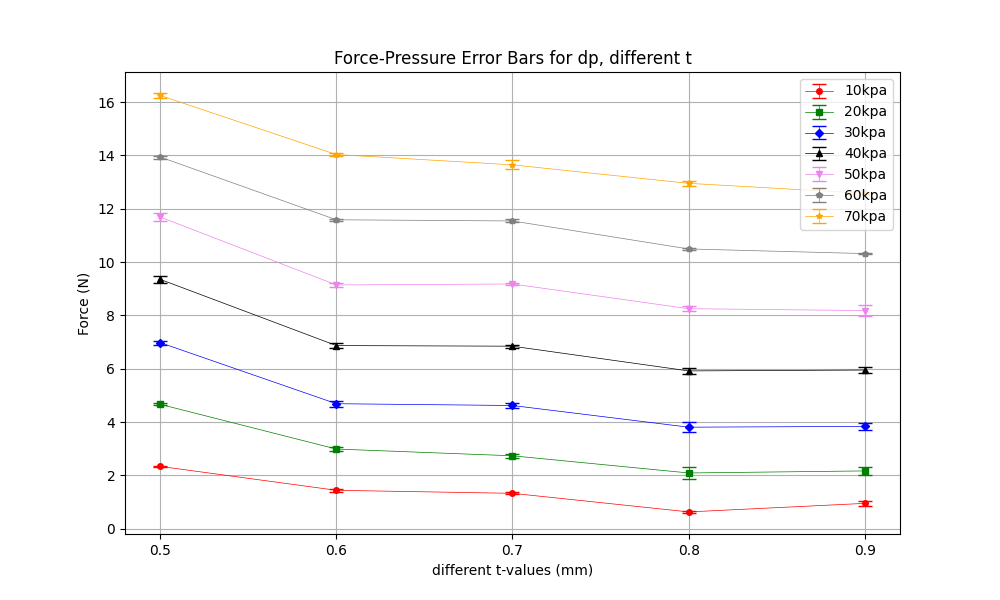 Force-Pressure Error Bars for dp, different t
Force (N)
16
14
12
10
8
6
4
2
0
10kpa
20kpa
30kpa
40kpa
50kpa
60kpa
70kpa
0.5 0.6 0.7 0.8 0.9
different t-values (mm)